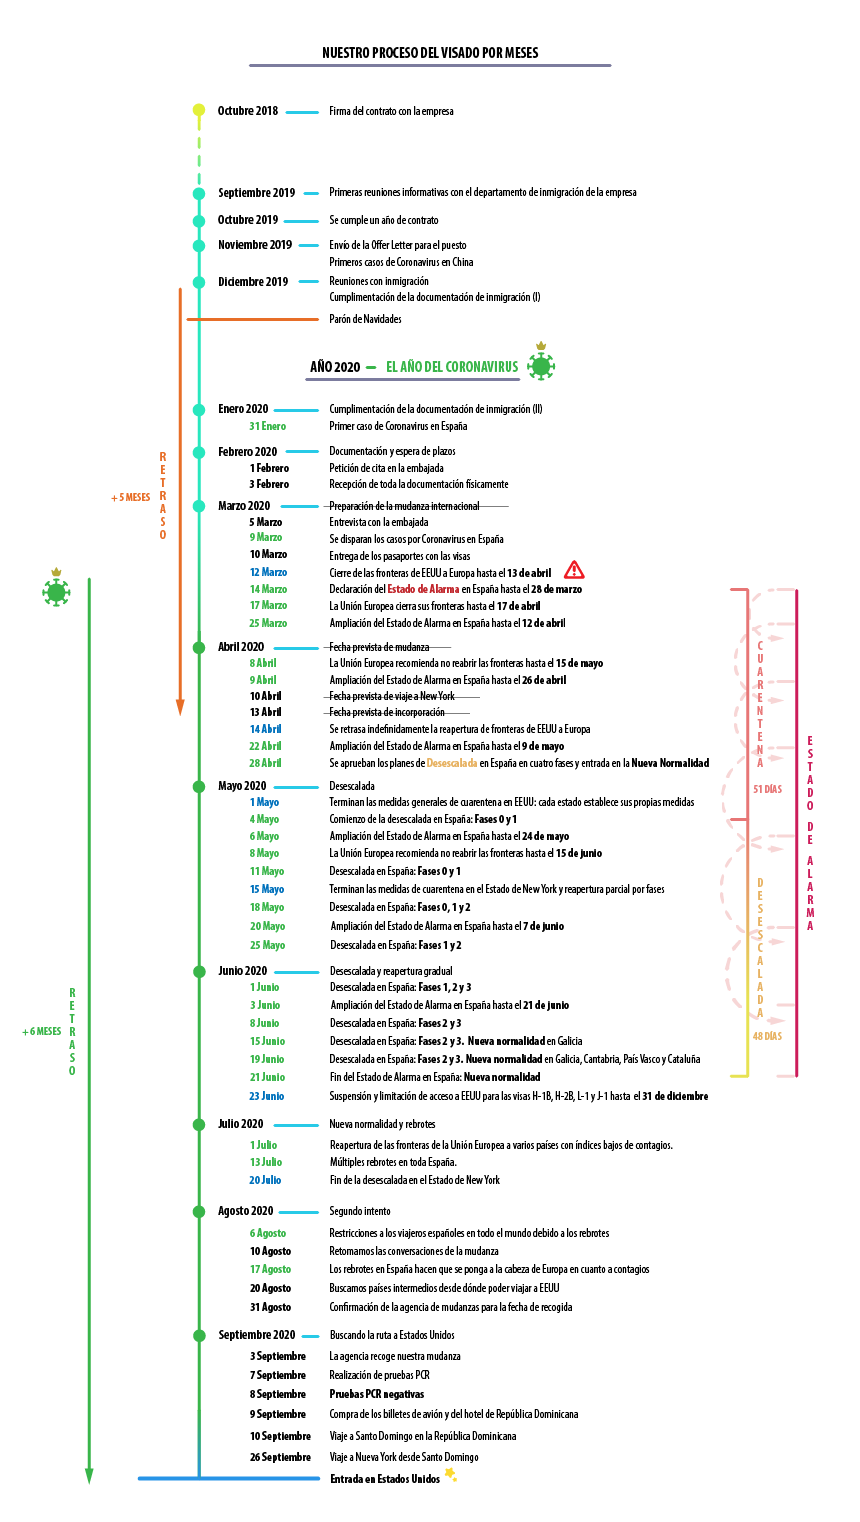 NUESTRO PROCESO DEL VISADO POR MESES
Octubre 2018 Firma del contrato con la empresa
Septiembre 2019 Primeras reuniones informativas con el departamento de inmigración de la empresa
Octubre 2019 Se cumple un año de contrato
Noviembre 2019 Envío de la Offer Letter para el puesto
Primeros casos de Coronavirus en China
Diciembre 2019 Reuniones con inmigración
Cumplimentación de la documentación de inmigración (I)
Parón de Navidades
AÑO 2020 – EL AÑO DEL CORONAVIRUS
Enero 2020 Cumplimentación de la documentación de inmigración (II)
31 Enero Primer caso de Coronavirus en España
Febrero 2020 Documentación y espera de plazos
1 Febrero Petición de cita en la embajada
3 Febrero Recepción de toda la documentación físicamente
Marzo 2020 Preparación de la mudanza internacional
5 Marzo Entrevista con la embajada
9 Marzo Se disparan los casos por Coronavirus en España
10 Marzo Entrega de los pasaportes con las visas
12 Marzo Cierre de las fronteras de EEUU a Europa hasta el 13 de abril
14 Marzo Declaración del Estado de Alarma en España hasta el 28 de marzo
17 Marzo La Unión Europea cierra sus fronteras hasta el 17 de abril
25 Marzo Ampliación del Estado de Alarma en España hasta el 12 de abril
Abril 2020 Fecha prevista de mudanza
8 Abril La Unión Europea recomienda no reabrir las fronteras hasta el 15 de mayo
9 Abril Ampliación del Estado de Alarma en España hasta el 26 de abril
10 Abril Fecha prevista de viaje a New York
13 Abril Fecha prevista de incorporación
14 Abril Se retrasa indefinidamente la reapertura de fronteras de EEUU a Europa
22 Abril Ampliación del Estado de Alarma en España hasta el 9 de mayo
28 Abril Se aprueban los planes de Desescalada en España en cuatro fases y entrada en la Nueva Normalidad
Mayo 2020 Desescalada
1 Mayo Terminan las medidas generales de cuarentena en EEUU: cada estado establece sus propias medidas
4 Mayo Comienzo de la desescalada en España: Fases 0 y 1
6 Mayo Ampliación del Estado de Alarma en España hasta el 24 de mayo
8 Mayo La Unión Europea recomienda no reabrir las fronteras hasta el 15 de junio
11 Mayo Desescalada en España: Fases 0 y 1
15 Mayo Terminan las medidas de cuarentena en el Estado de New York y reapertura parcial por fases
18 Mayo Desescalada en España: Fases 0, 1 y 2
20 Mayo Ampliación del Estado de Alarma en España hasta el 7 de junio
25 Mayo Desescalada en España: Fases 1 y 2
Junio 2020 Desescalada y reapertura gradual
1 Junio Desescalada en España: Fases 1, 2 y 3
3 Junio Ampliación del Estado de Alarma en España hasta el 21 de junio
8 Junio Desescalada en España: Fases 2 y 3
15 Junio Desescalada en España: Fases 2 y 3. Nueva normalidad en Galicia
19 Junio Desescalada en España: Fases 2 y 3. Nueva normalidad en Galicia, Cantabria, País Vasco y Cataluña
21 Junio Fin del Estado de Alarma en España: Nueva normalidad
23 Junio Suspensión y limitación de acceso a EEUU para las visas H-1B, H-2B, L-1 y J-1 hasta el 31 de diciembre
Julio 2020 Nueva normalidad y rebrotes
1 Julio Reapertura de las fronteras de la Unión Europea a varios países con índices bajos de contagios.
13 Julio Múltiples rebrotes en toda España.
20 Julio Fin de la desescalada en el Estado de New York
Agosto 2020 Segundo intento
6 Agosto Restricciones a los viajeros españoles en todo el mundo debido a los rebrotes
10 Agosto Retomamos las conversaciones de la mudanza
17 Agosto Los rebrotes en España hacen que se ponga a la cabeza de Europa en cuanto a contagios
20 Agosto Buscamos países intermedios desde dónde poder viajar a EEUU
31 Agosto Confirmación de la agencia de mudanzas para la fecha de recogida
Septiembre 2020 Buscando la ruta a Estados Unidos
3 Septiembre La agencia recoge nuestra mudanza
7 Septiembre Realización de pruebas PCR
8 Septiembre Pruebas PCR negativas
9 Septiembre Compra de los billetes de avión y del hotel de República Dominicana
10 Septiembre Viaje a Santo Domingo en la República Dominicana
26 Septiembre Viaje a Nueva York desde Santo Domingo
Entrada en Estados Unidos
+ 5 MESES
RETRASO
+ 6 MESES
RETRASO
CUARENTENA
51 DÍAS
DESESCALADA
48 DÍAS
ESTADO DE ALARMA